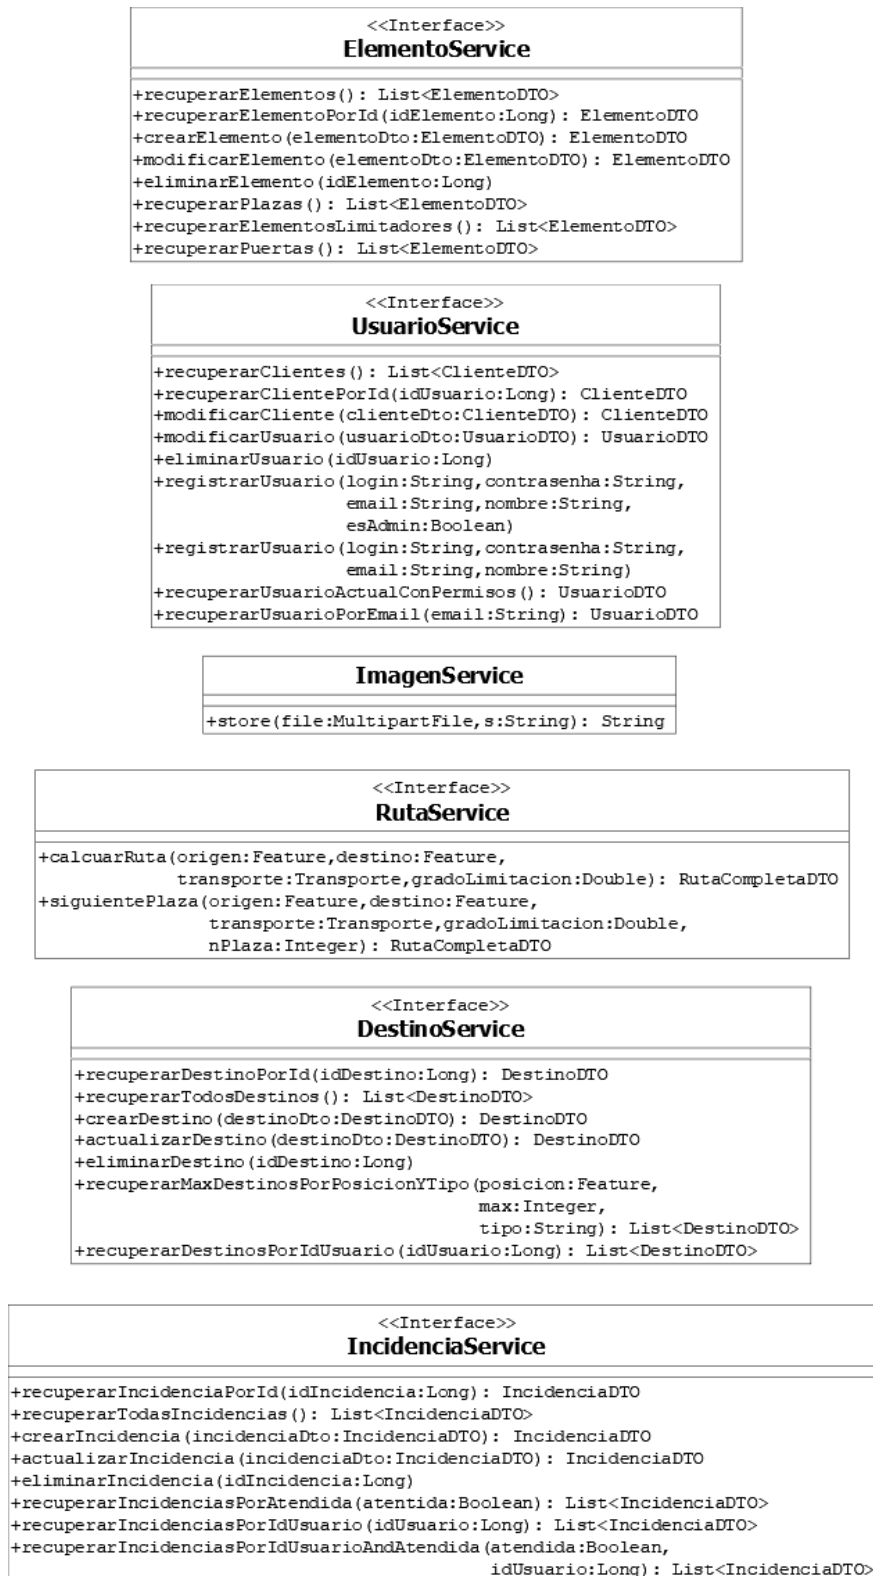 <<Interface>>
ElementoService
+recuperarElementos(): List<ElementoDTO>
+recuperarElementoPorId(idElemento:Long): ElementoDTO
+crearElemento(elementoDto:ElementoDTO): ElementoDTO
+modificarElemento(elementoDto:ElementoDTO): ElementoDTO
+eliminarElemento(idElemento:Long)
+recuperarPlazas(): List<ElementoDTO>
+recuperarElementosLimitadores(): List<ElementoDTO>
+recuperarPuertas(): List<ElementoDTO>
<<Interface>>
UsuarioService
+recuperarClientes(): List<ClienteDTO>
+recuperarClientePorId(idUsuario:Long): ClienteDTO
+modificarCliente(clienteDto:ClienteDTO): ClienteDTO
+modificarUsuario(usuarioDto:UsuarioDTO): UsuarioDTO
+eliminarUsuario(idUsuario:Long)
+registrarUsuario(login:String,contrasenha:String,
email:String,nombre:String,
esAdmin:Boolean)
+registrarUsuario(login:String,contrasenha:String,
email:String,nombre:String)
+recuperarUsuarioActualConPermisos(): UsuarioDTO
+recuperarUsuarioPorEmail(email:String): UsuarioDTO
ImagenService
+store(file:MultipartFile,s:String): String
<<Interface>>
RutaService
+calcuarRuta(origen:Feature,destino:Feature,
transporte:Transporte,gradoLimitacion:Double): RutaCompletaDTO
+siguientePlaza(origen:Feature,destino:Feature,
transporte:Transporte,gradoLimitacion:Double,
nPlaza:Integer): RutaCompletaDTO
<<Interface>>
DestinoService
+recuperarDestinoPorId(idDestino:Long): DestinoDTO
+recuperarTodosDestinos(): List<DestinoDTO>
+crearDestino(destinoDto:DestinoDTO): DestinoDTO
+actualizarDestino(destinoDto:DestinoDTO): DestinoDTO
+eliminarDestino(idDestino:Long)
+recuperarMaxDestinosPorPosicionYTipo(posicion:Feature,
max:Integer,
tipo:String): List<DestinoDTO>
+recuperarDestinosPorIdUsuario(idUsuario:Long): List<DestinoDTO>
<<Interface>>
IncidenciaService
+recuperarIncidenciaPorId(idIncidencia:Long): IncidenciaDTO
+recuperarTodasIncidencias(): List<IncidenciaDTO>
+crearIncidencia(incidenciaDto:IncidenciaDTO): IncidenciaDTO
+actualizarIncidencia(incidenciaDto:IncidenciaDTO): IncidenciaDTO
+eliminarIncidencia(idIncidencia:Long)
+recuperarIncidenciasPorAtendida(atentida:Boolean): List<IncidenciaDTO>
+recuperarIncidenciasPorIdUsuario(idUsuario:Long): List<IncidenciaDTO>
+recuperarIncidenciasPorIdUsuarioAndAtendida(atendida:Boolean,
idUsuario:Long): List<IncidenciaDTO>